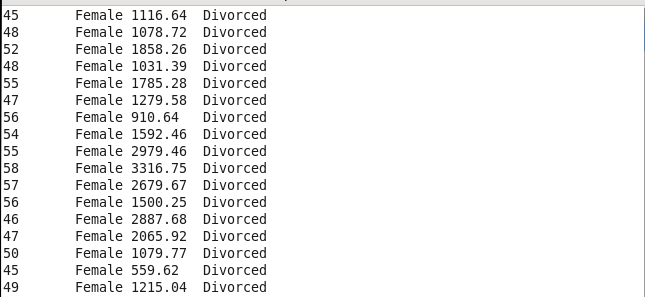 45 Female 1116.64 Divorced
48 Female 1078.72 Divorced
52 Female 1858.26 Divorced
48 Female 1031.39 Divorced
55 Female 1785.28 Divorced
47 Female 1279.58 Divorced
56 Female 910.64 Divorced
54 Female 1592.46 Divorced
55 Female 2979.46 Divorced
58 Female 3316.75 Divorced
57 Female 2679.67 Divorced
56 Female 1500.25 Divorced
46 Female 2887.68 Divorced
47 Female 2065.92 Divorced
50 Female 1079.77 Divorced
45 Female 559.62 Divorced
49 Female 1215.04 Divorced